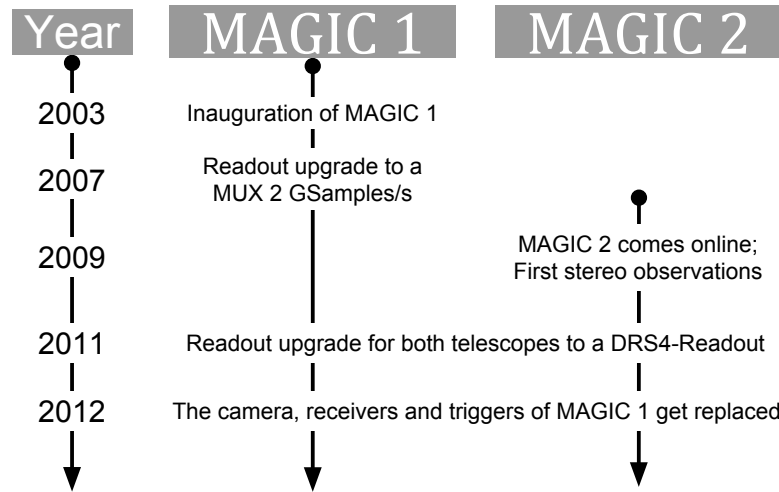 Year MAGIC 1 MAGIC 2
2003 Inauguration of MAGIC 1
2007 Readout upgrade to a
MUX 2 GSamples/s
2009 MAGIC 2 comes online;
First stereo observations
2011 Readout upgrade for both telescopes to a DRS4-Readout
2012 The camera, receivers and triggers of MAGIC 1 get replaced